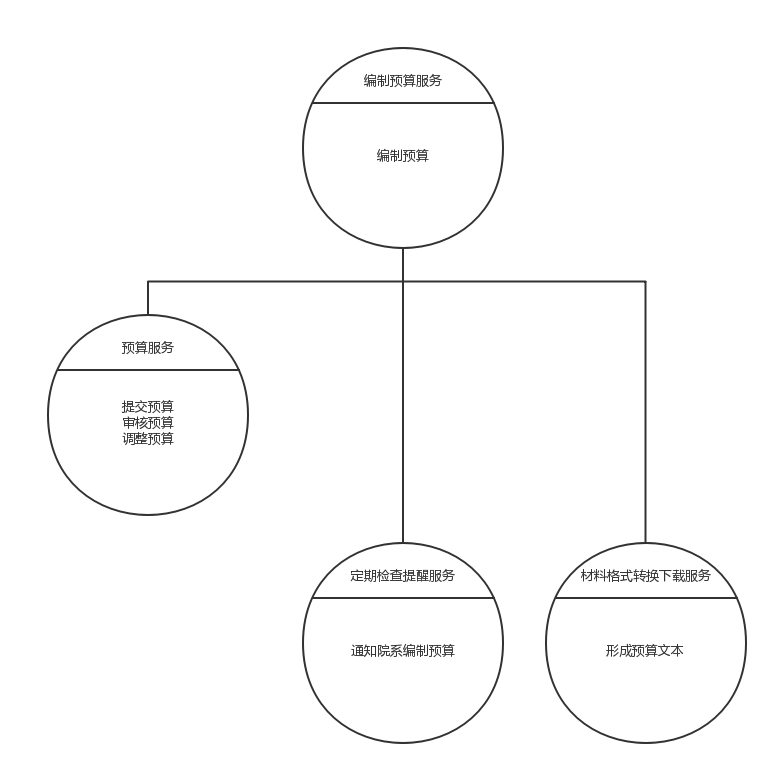 编制预算服务
编制预算
预算服务
提交预算
审核预算
调整预算
定期检查提醒服务
通知院系编制预算
材料格式转换下载服务
形成预算文本